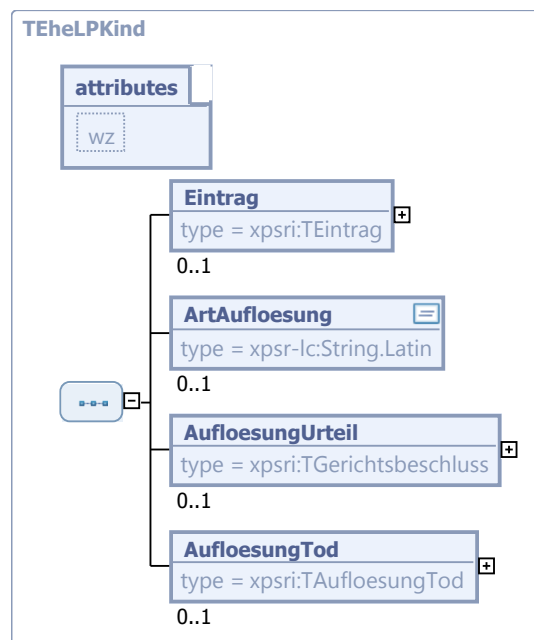 TEheLPKind
attributes
wz
Eintrag
type = xpsri:TEintrag
0..1
ArtAufloesung
type = xpsr-lc:String.Latin
0..1
AufloesungUrteil
type = xpsri:TGerichtsbeschluss
0..1
AufloesungTod
type = xpsri:TAufloesungTod
0..1